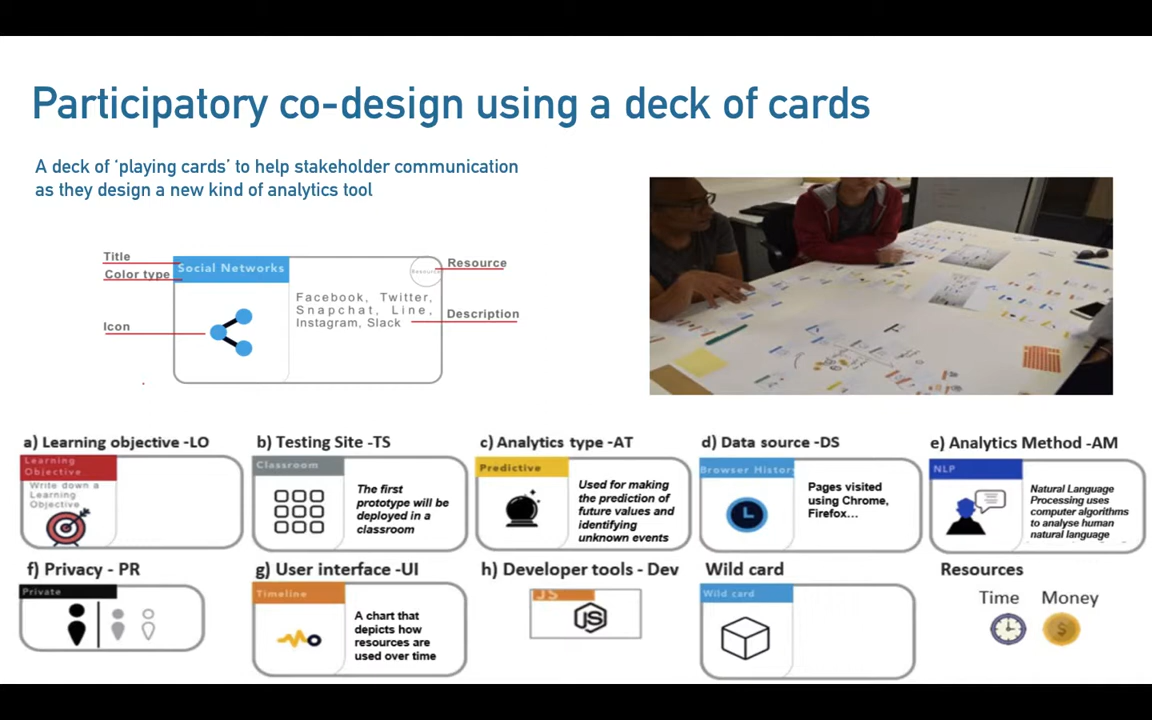 Participatory co-design using a deck of cards
A deck of ‘playing cards’ to help stakeholder communication
as they design a new kind of analytics tool
Title
Color type
Icon
Social Networks
Facebook, Twitter,
Snapchat, Line,
Instagram, Slack
Resource
Resource
Description
a) Learning objective -LO
Learning
Objective
Write down a
Learning
Objective
b) Testing Site -TS
Classroom
The first
prototype will be
deployed in a
classroom
c) Analytics type -AT
Predictive
Used for making
the prediction of
future values and
identifying
unknown events
d) Data source -DS
Browser History
Pages visited
using Chrome,
Firefox...
e) Analytics Method -AM
NLP
Natural Language
Processing uses
computer algorithms
to analyse human
natural language
f) Privacy - PR
Private
g) User interface -UI
Timeline
A chart that
depicts how
resources are
used over time
h) Developer tools - Dev
JS
JS
Wild card
Wild card
Resources
Time
Money
$